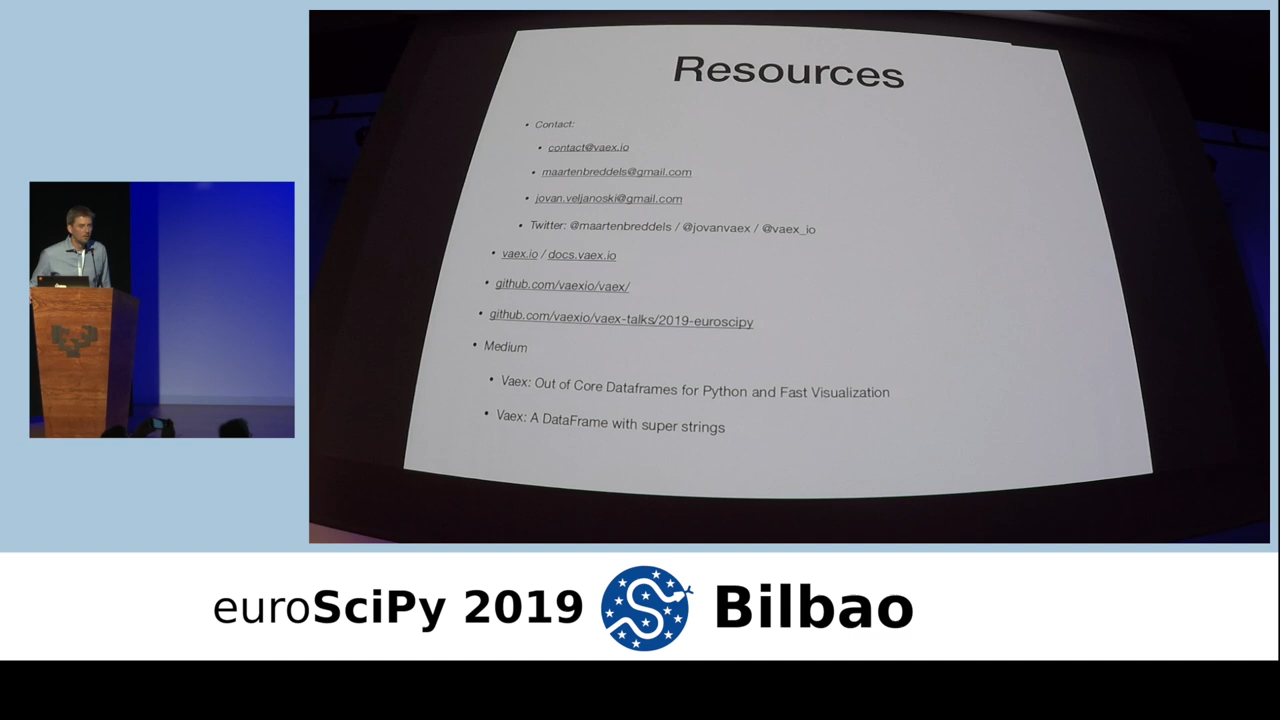 Resources
• Contact:
• contact@vaex.io
• maartenbreddels@gmail.com
• jovan.veljanoski@gmail.com
• Twitter: @maartenbreddels / @jovanvaex / @vaex_io
• vaex.io / docs.vaex.io
• github.com/vaexio/vaex/
• github.com/vaexio/vaex-talks/2019-euroscipy
• Medium
• Vaex: Out of Core Dataframes for Python and Fast Visualization
• Vaex: A DataFrame with super strings
euroSciPy 2019 Bilbao